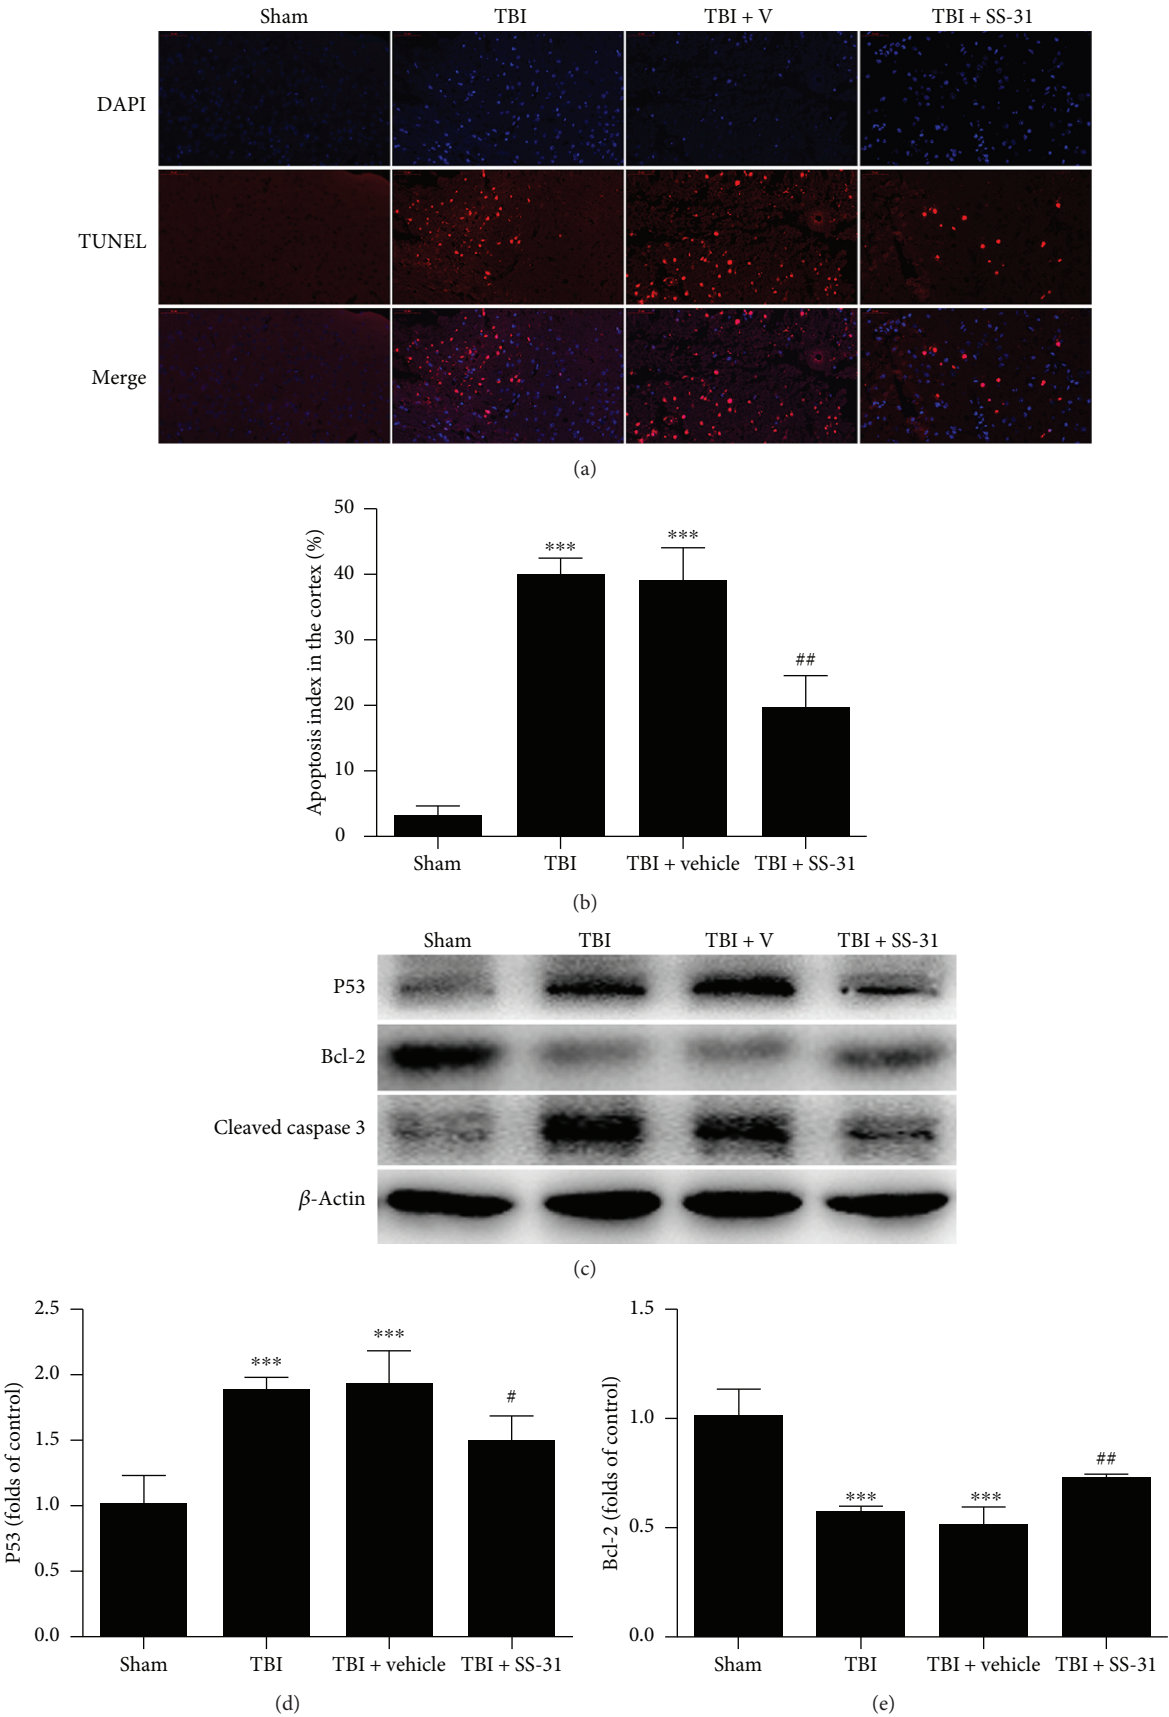 Sham TBI TBI + V TBI + SS-31
DAPI
TUNEL
Merge
(a)
Apoptosis index in the cortex (%)
50
40
30
20
10
0
***
***
##
Sham TBI TBI + vehicle TBI + SS-31
(b)
Sham TBI TBI + V TBI + SS-31
P53
Bcl-2
Cleaved caspase 3
β-Actin
(c)
P53 (folds of control)
2.5
2.0
1.5
1.0
0.5
0.0
***
***
#
Sham TBI TBI + vehicle TBI + SS-31
(d)
Bcl-2 (folds of control)
1.5
1.0
0.5
0.0
***
***
##
Sham TBI TBI + vehicle TBI + SS-31
(e)